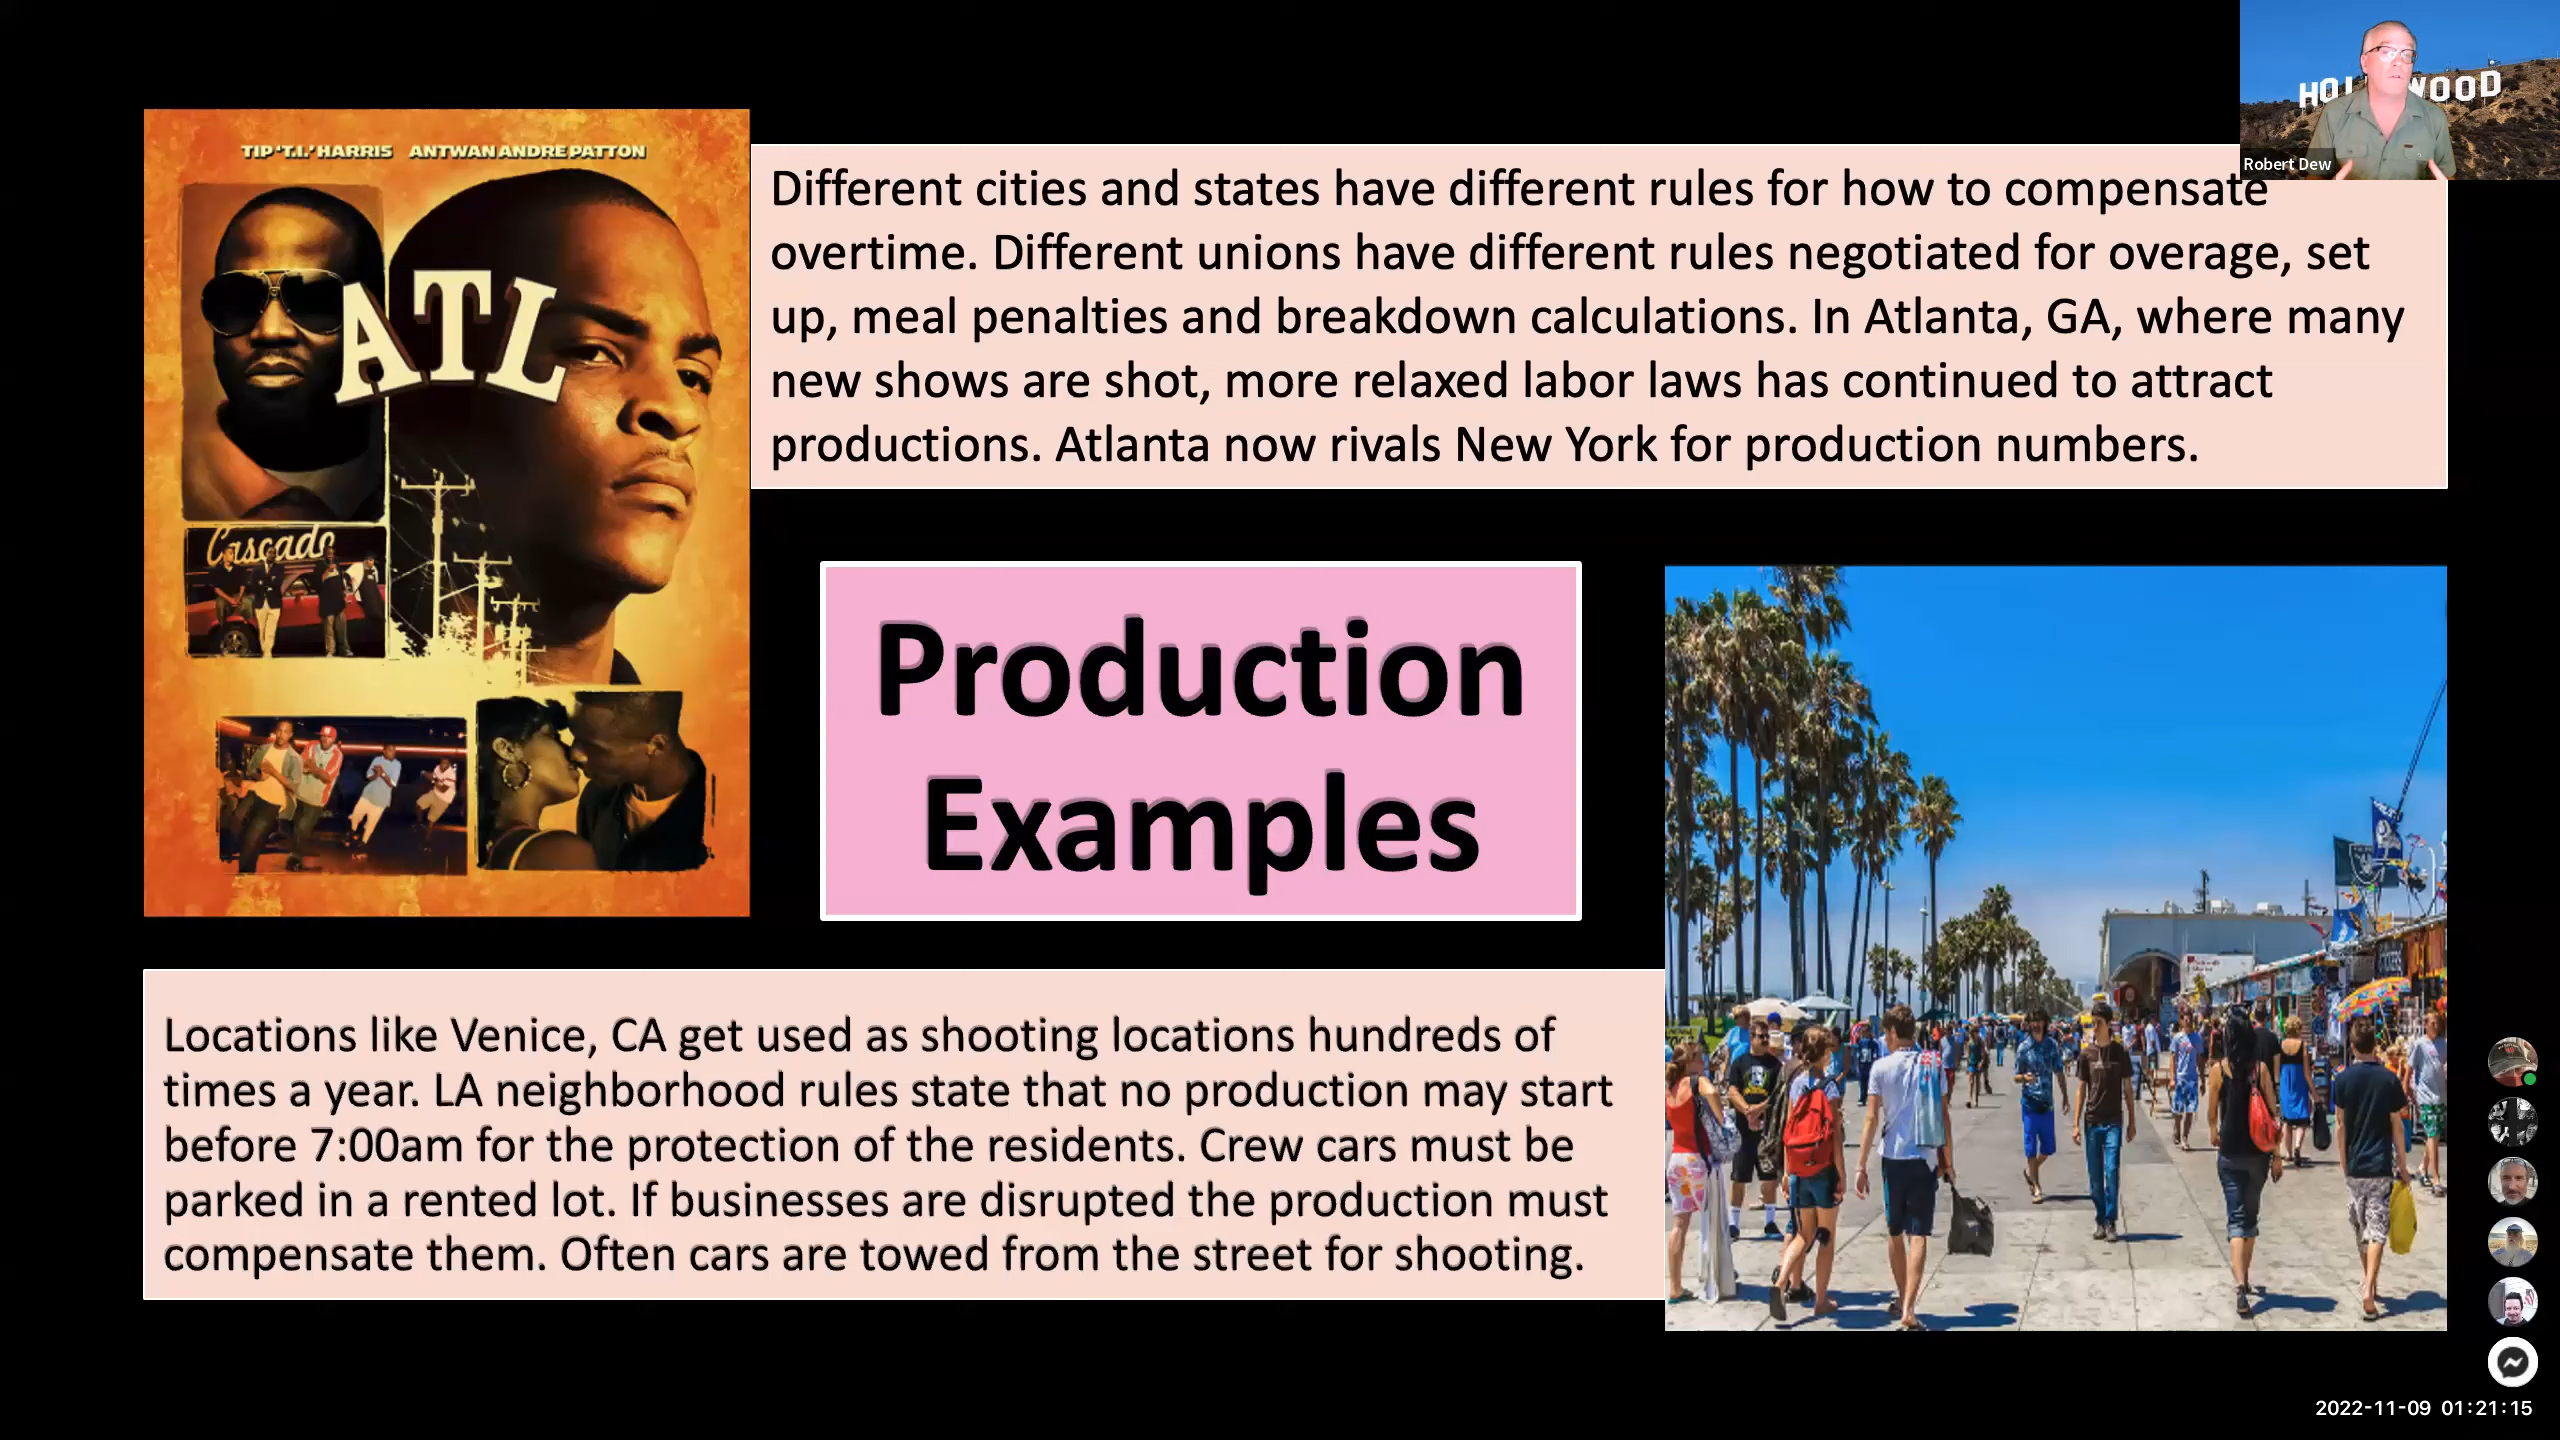 TIP 'T.I.' HARRIS ANTWAN ANDRE PATTON
ATL
Cascade
Different cities and states have different rules for how to compensate
overtime. Different unions have different rules negotiated for overage, set
up, meal penalties and breakdown calculations. In Atlanta, GA, where many
new shows are shot, more relaxed labor laws has continued to attract
productions. Atlanta now rivals New York for production numbers.
HOLLYWOOD
Robert Dew
Production
Examples
Locations like Venice, CA get used as shooting locations hundreds of
times a year. LA neighborhood rules state that no production may start
before 7:00am for the protection of the residents. Crew cars must be
parked in a rented lot. If businesses are disrupted the production must
compensate them. Often cars are towed from the street for shooting.
2022-11-09 01:21:15